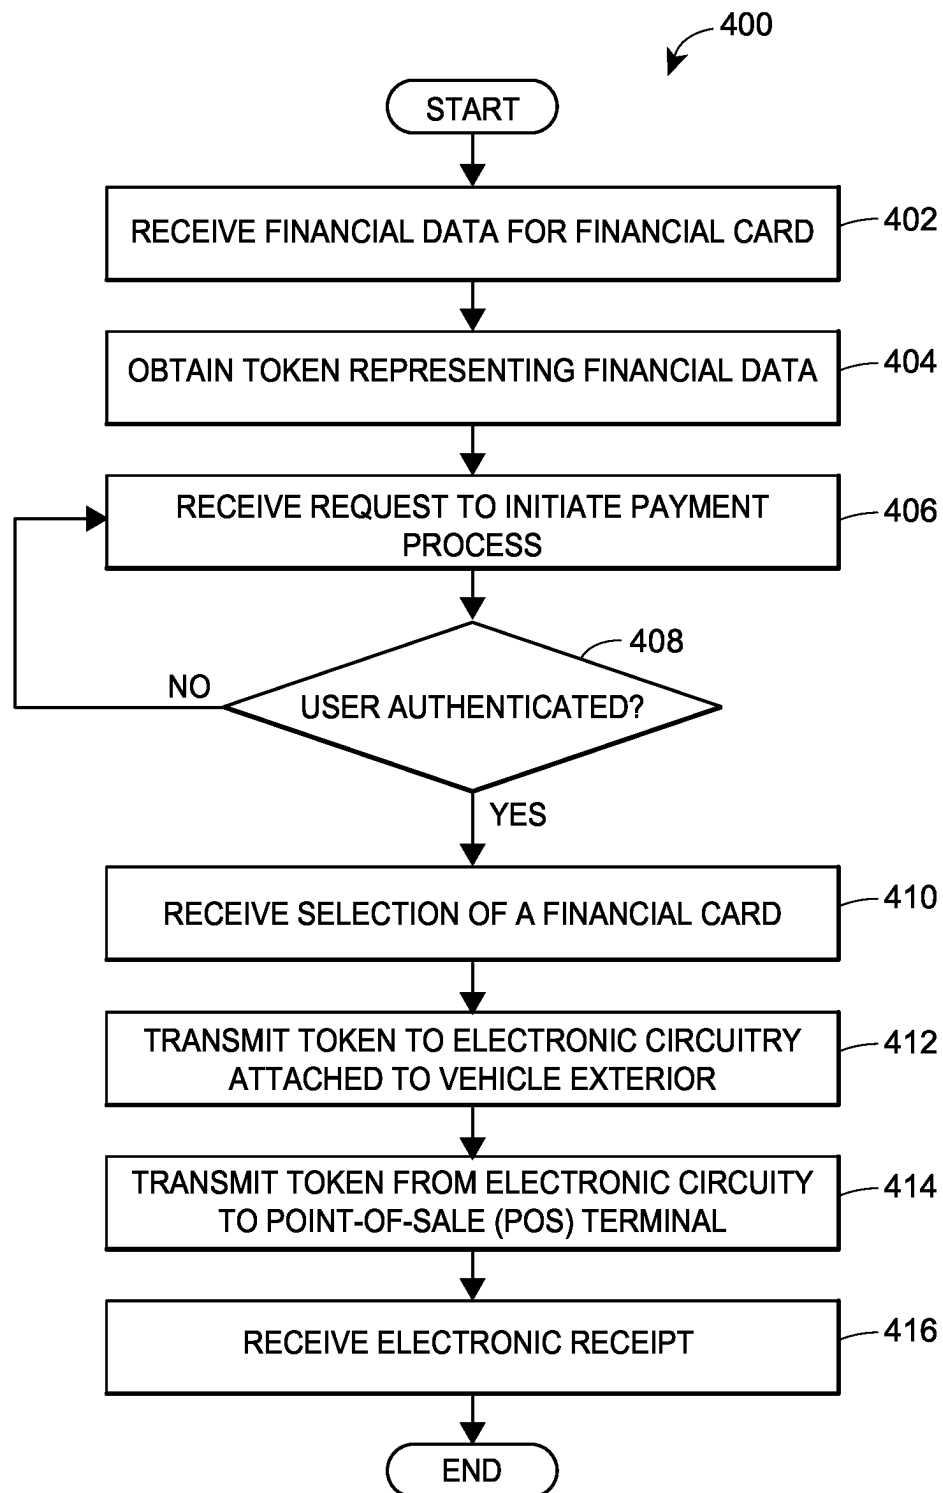 400
START
RECEIVE FINANCIAL DATA FOR FINANCIAL CARD
402
OBTAIN TOKEN REPRESENTING FINANCIAL DATA
404
RECEIVE REQUEST TO INITIATE PAYMENT
PROCESS
406
408
USER AUTHENTICATED?
NO
YES
RECEIVE SELECTION OF A FINANCIAL CARD
410
TRANSMIT TOKEN TO ELECTRONIC CIRCUITRY
ATTACHED TO VEHICLE EXTERIOR
412
TRANSMIT TOKEN FROM ELECTRONIC CIRCUITY
TO POINT-OF-SALE (POS) TERMINAL
414
RECEIVE ELECTRONIC RECEIPT
416
END